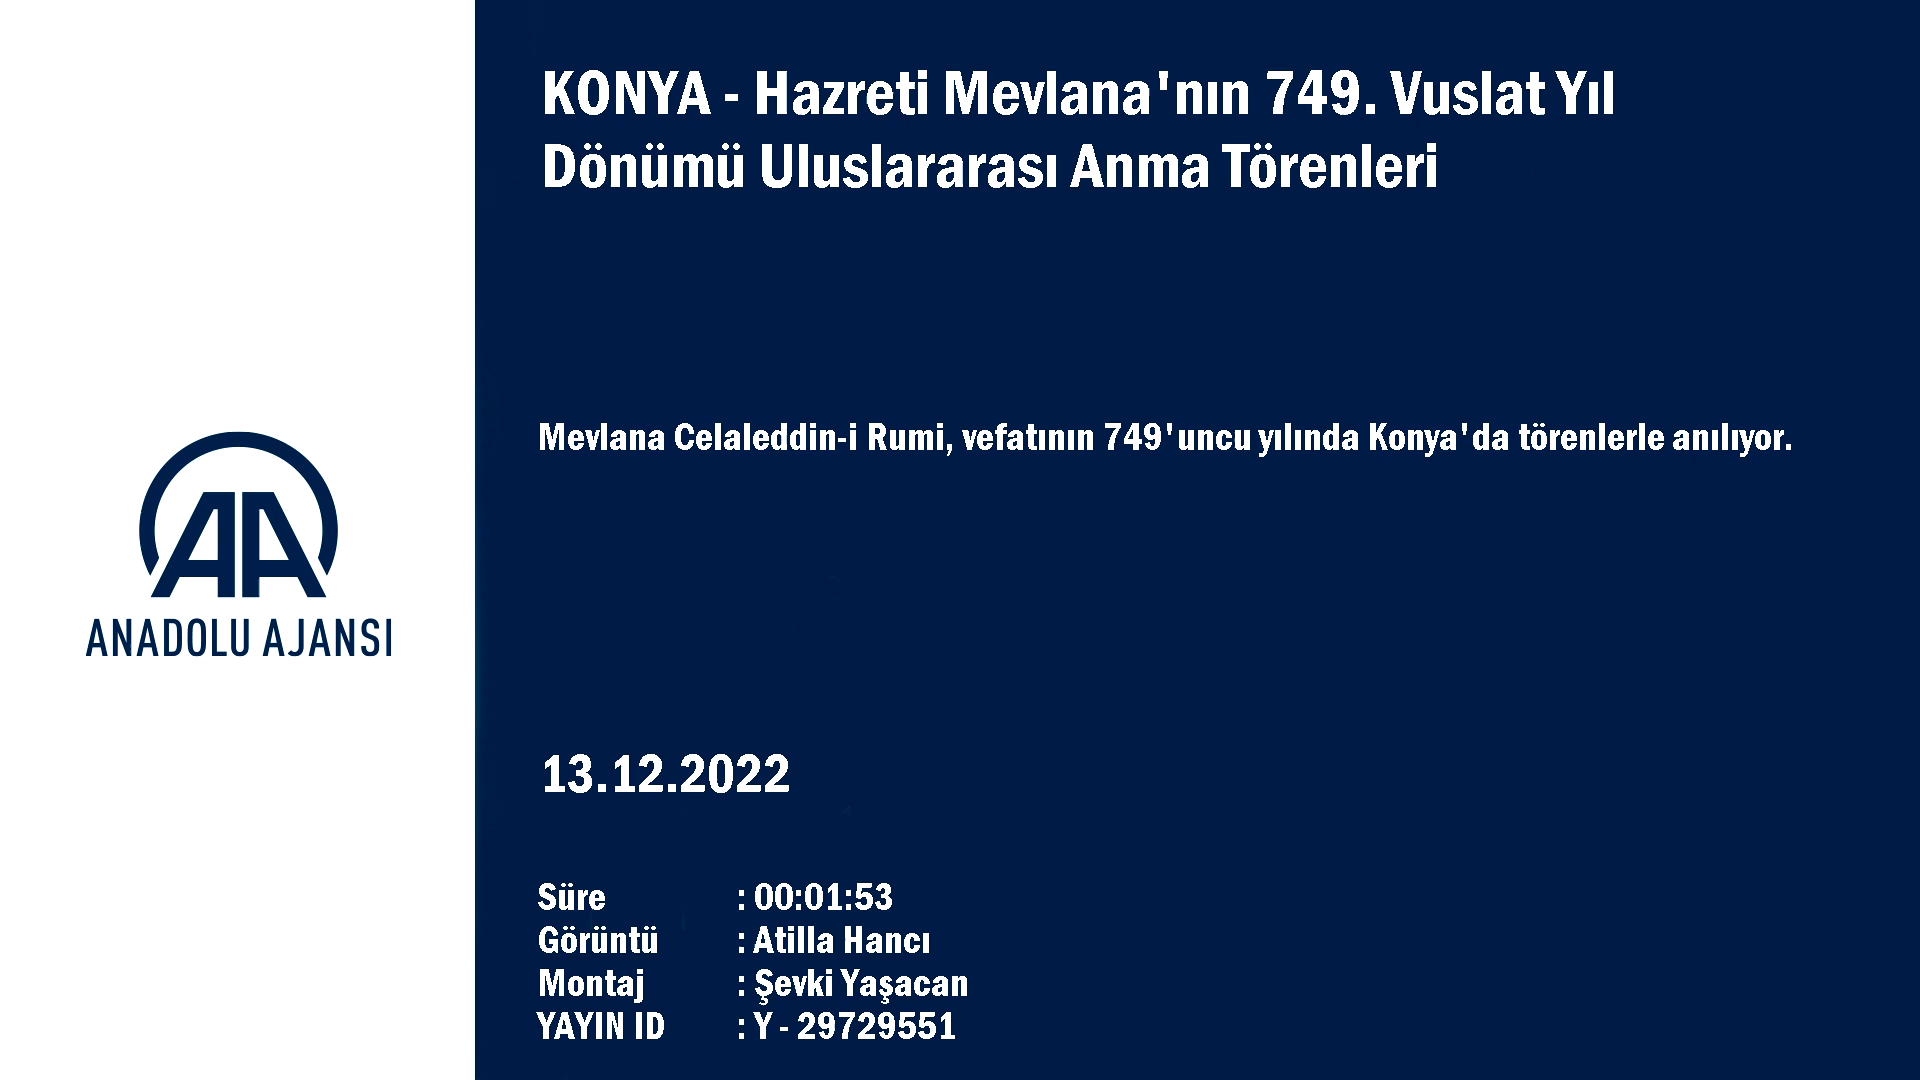 KONYA - Hazreti Mevlana'nın 749. Vuslat Yıl
Dönümü Uluslararası Anma Törenleri
Mevlana Celaleddin-i Rumi, vefatının 749'uncu yılında Konya'da törenlerle anılıyor.
AA
ANADOLU AJANSI
13.12.2022
Süre : 00:01:53
Görüntü : Atilla Hancı
Montaj : Şevki Yaşacan
YAYIN ID : Y - 29729551